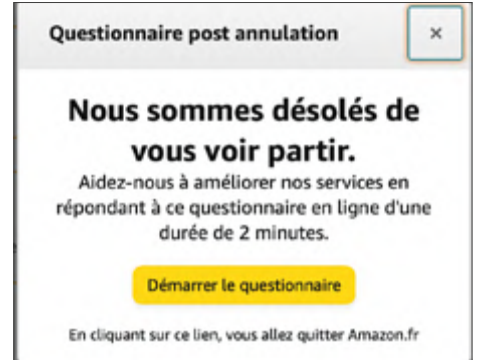 Questionnaire post annulation
×
Nous sommes désolés de
vous voir partir.
Aidez-nous à améliorer nos services en
répondant à ce questionnaire en ligne d'une
durée de 2 minutes.
Démarrer le questionnaire
En cliquant sur ce lien, vous allez quitter Amazon.fr